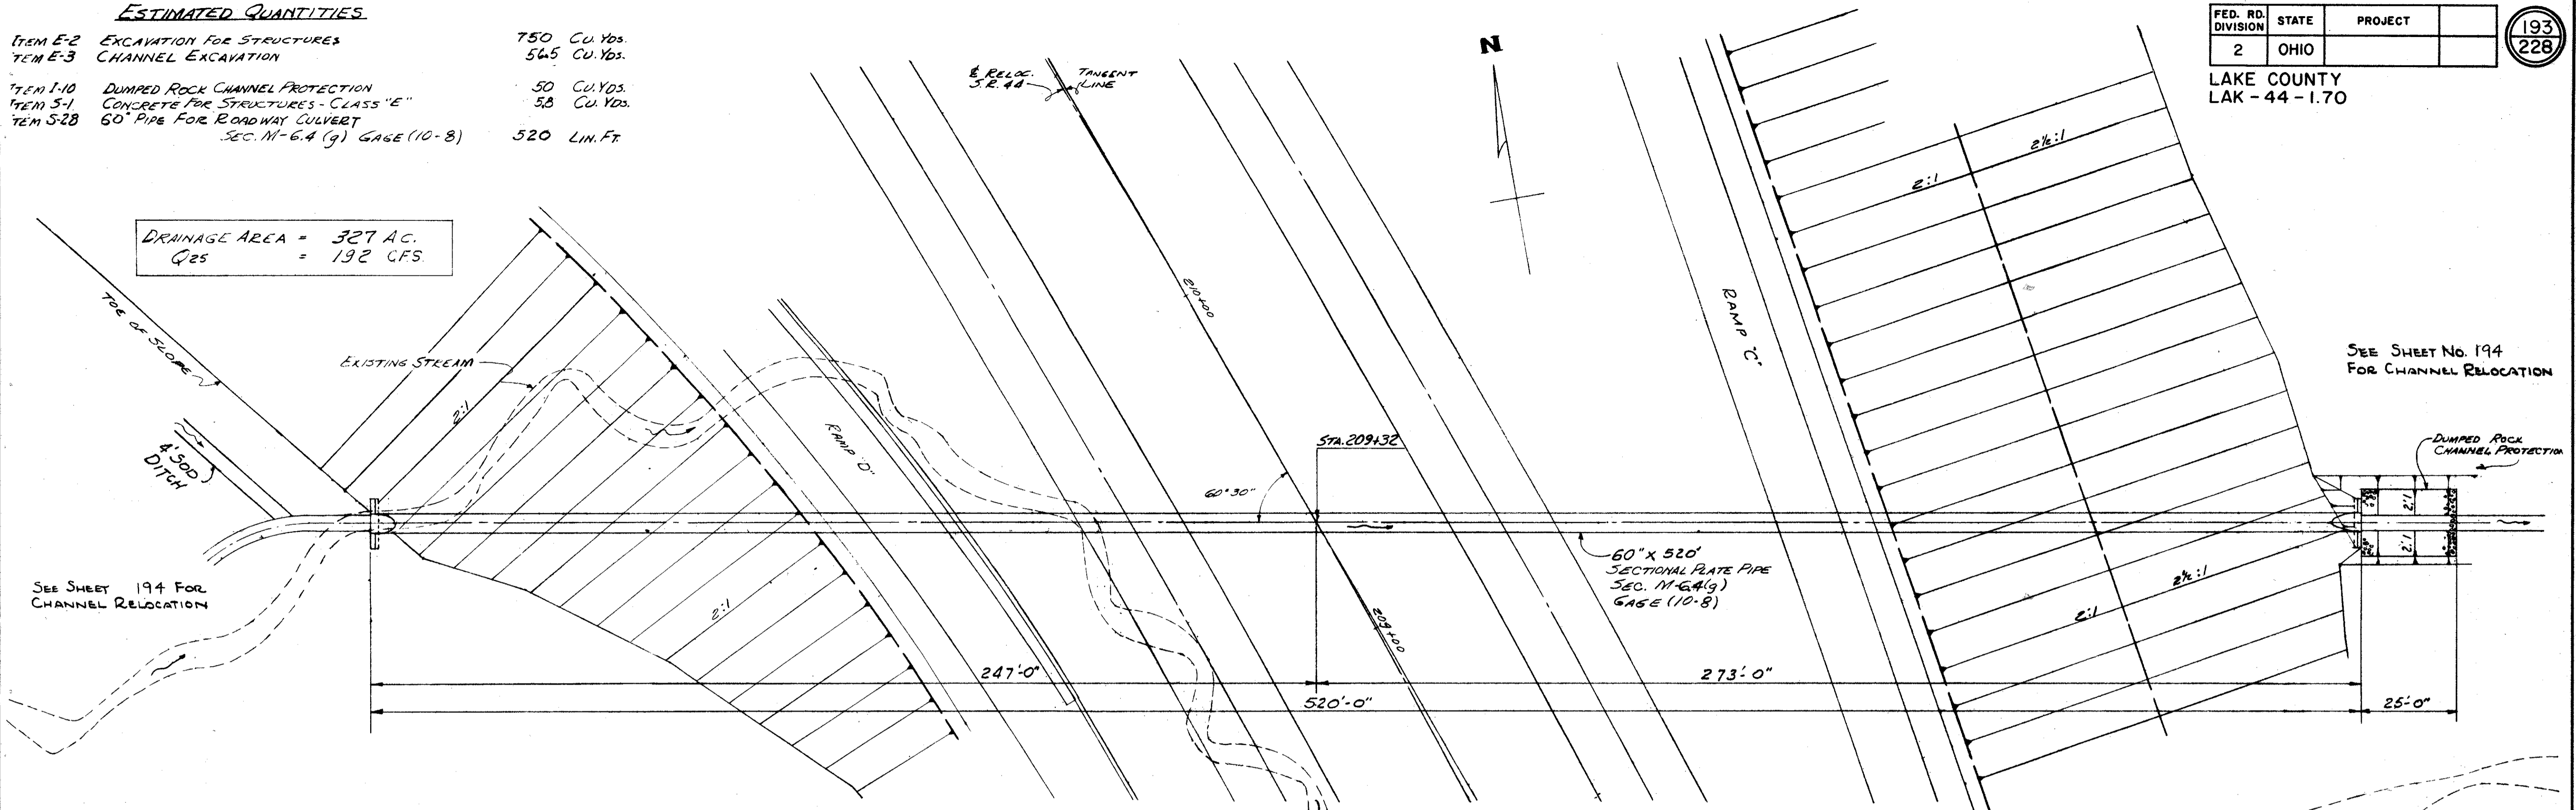 ESTIMATED QUANTITIES
ITEM E-2 EXCAVATION FOR STRUCTURES 750 CU. YDS.
ITEM E-3 CHANNEL EXCAVATION 565 CU. YDS.
ITEM I-10 DUMPED ROCK CHANNEL PROTECTION 50 CU. YDS.
ITEM S-1 CONCRETE FOR STRUCTURES - CLASS "E" 5.8 CU. YDS.
ITEM S-28 60" PIPE FOR ROADWAY CULVERT
SEC. M-6.4 (g) GAGE (10-8) 520 LIN. FT.
DRAINAGE AREA = 327 AC.
Q25 = 192 CFS.
FED. RD. DIVISION STATE PROJECT
2 OHIO
193
228
LAKE COUNTY
LAK - 44 - 1.70
N
℄ RELOC.
S.R. 44
TANGENT
LINE
TOE OF SLOPE
EXISTING STREAM
2:1
4' SOD
DITCH
RAMP "D"
210+00
RAMP "C"
2:1
2½:1
STA. 209+32
60°30"
SEE SHEET No. 194
FOR CHANNEL RELOCATION
DUMPED ROCK
CHANNEL PROTECTION
1:2
1:2
60" x 520'
SECTIONAL PLATE PIPE
SEC. M-6.4(g)
GAGE (10-8)
SEE SHEET 194 FOR
CHANNEL RELOCATION
2:1
209+00
2:1
2½:1
247'-0"
273'-0"
520'-0"
25'-0"